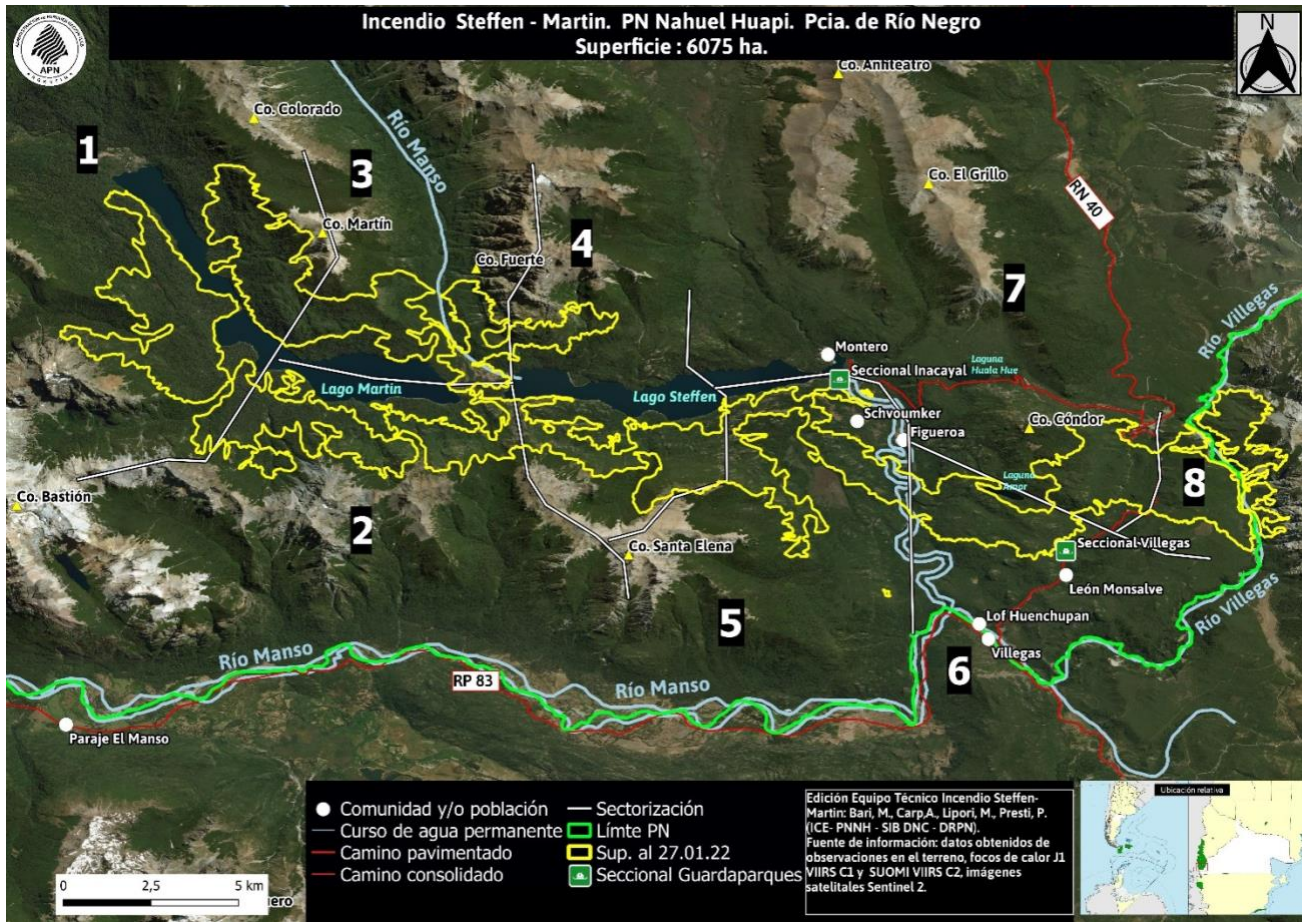 Incendio Steffen - Martin. PN Nahuel Huapi. Pcia. de Río Negro
Superficie : 6075 ha.
APN
ARGENTINA
N
Co. Anfiteatro
Co. Colorado
1
3
Río Manso
Co. El Grillo
RN 40
Co. Martín
4
Co. Fuerte
7
Río Villegas
Montero
Laguna
Huala Hue
Seccional Inacayal
Lago Martin
Lago Steffen
Schvoumker
Figueroa
Co. Cóndor
Laguna
Amor
8
Co. Bastión
2
Co. Santa Elena
Seccional Villegas
León Monsalve
5
Lof Huenchupan
Río Villegas
Villegas
Río Manso
6
RP 83
Río Manso
Paraje El Manso
Comunidad y/o población
Curso de agua permanente
Camino pavimentado
Camino consolidado
Sectorización
Límte PN
Sup. al 27.01.22
Seccional Guardaparques
Edición Equipo Técnico Incendio Steffen-
Martin: Bari, M., Carp,A., Lipori, M., Presti, P.
(ICE- PNNH - SIB DNC - DRPN).
Fuente de información: datos obtenidos de
observaciones en el terreno, focos de calor J1
VIIRS C1 y SUOMI VIIRS C2, imágenes
satelitales Sentinel 2.
Ubicación relativa
0 2,5 5 km